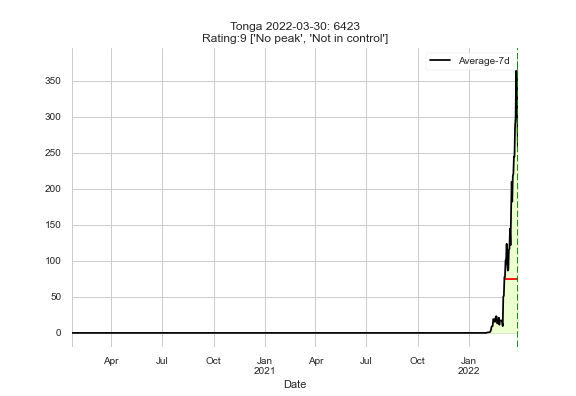 Tonga 2022-03-30: 6423
Rating:9 ['No peak', 'Not in control']
Average-7d
350
300
250
200
150
100
50
0
Apr Jul Oct Jan Apr Jul Oct Jan
2021 2022
Date